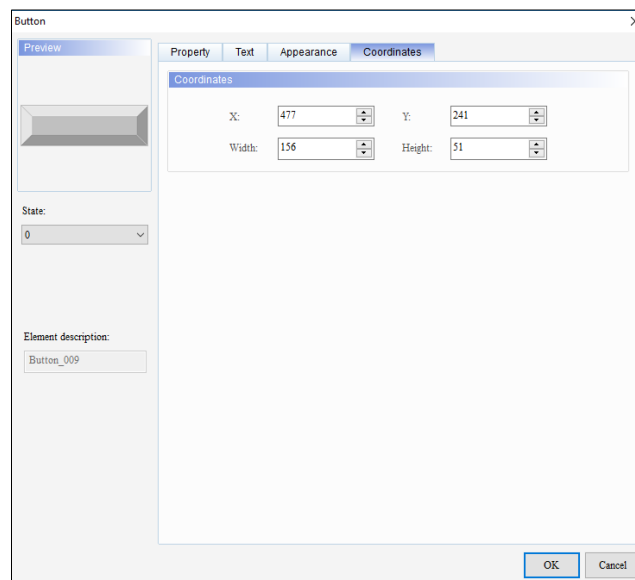 Button
Preview
Property Text Appearance Coordinates
Coordinates
X: 477 Y: 241
Width: 156 Height: 51
State:
0
Element description:
Button_009
OK Cancel